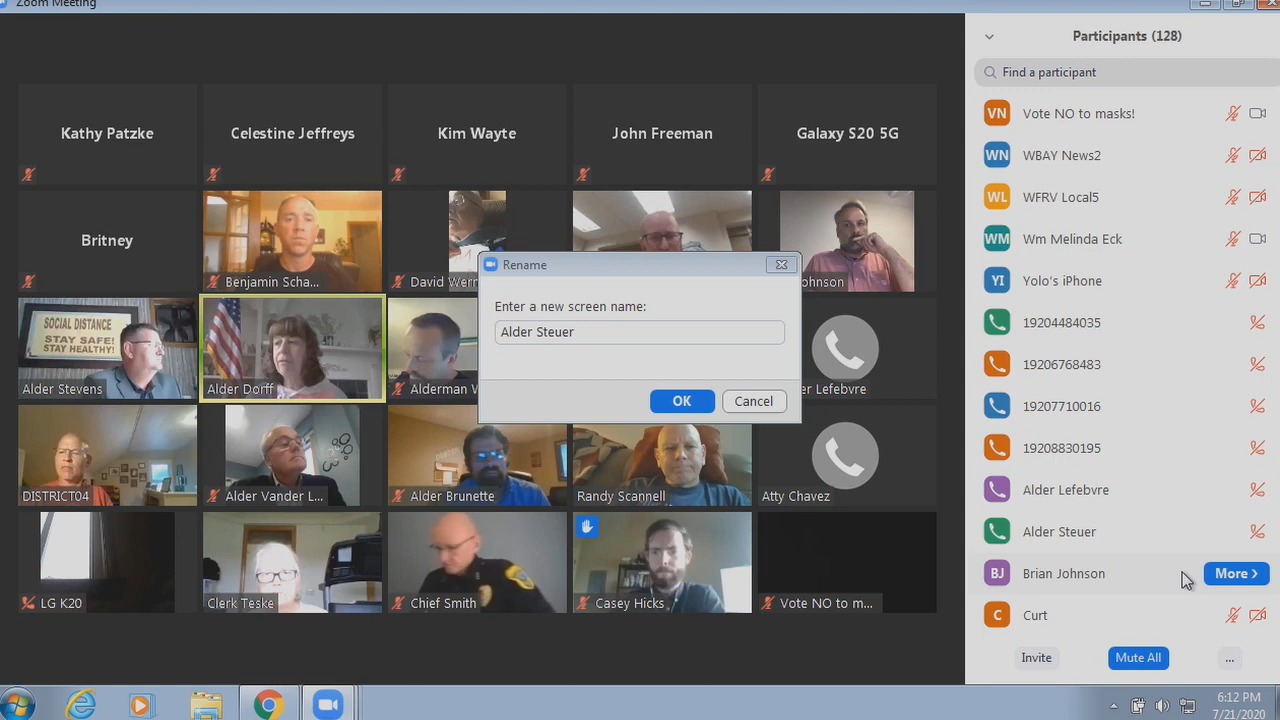 Zoom Meeting
Kathy Patzke
Celestine Jeffreys
Kim Wayte
John Freeman
Galaxy S20 5G
Britney
Benjamin Scha...
David Wern
ohnson
SOCIAL DISTANCE
STAY SAFE!
STAY HEALTHY!
Alder Stevens
Alder Dorff
Alderman W
er Lefebvre
DISTRICT04
Alder Vander L...
Alder Brunette
Randy Scannell
Atty Chavez
LG K20
Clerk Teske
Chief Smith
Casey Hicks
Vote NO to m...
Rename
Enter a new screen name:
Alder Steuer
OK
Cancel
Participants (128)
Find a participant
VN Vote NO to masks!
WN WBAY News2
WL WFRV Local5
WM Wm Melinda Eck
YI Yolo's iPhone
19204484035
19206768483
19207710016
19208830195
Alder Lefebvre
Alder Steuer
BJ Brian Johnson More >
C Curt
Invite
Mute All
...
6:12 PM
7/21/2020